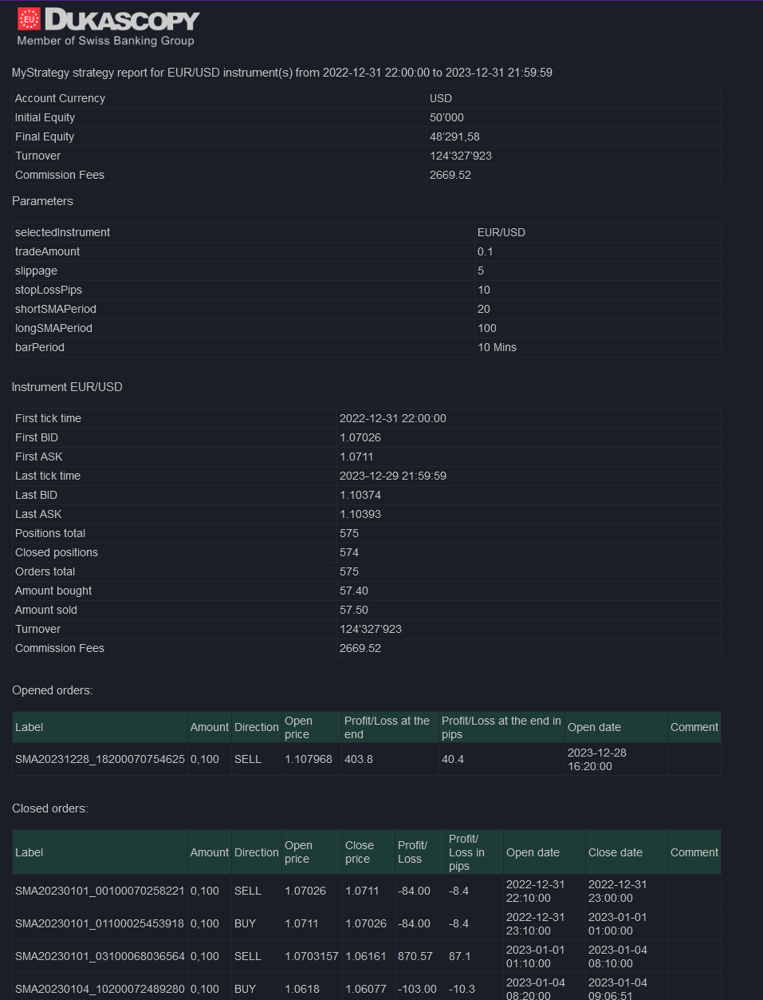 EU DUKASCOPY
Member of Swiss Banking Group
MyStrategy strategy report for EUR/USD instrument(s) from 2022-12-31 22:00:00 to 2023-12-31 21:59:59
Account Currency USD
Initial Equity 50'000
Final Equity 48'291,58
Turnover 124'327'923
Commission Fees 2669.52
Parameters
selectedInstrument EUR/USD
tradeAmount 0.1
slippage 5
stopLossPips 10
shortSMAPeriod 20
longSMAPeriod 100
barPeriod 10 Mins
Instrument EUR/USD
First tick time 2022-12-31 22:00:00
First BID 1.07026
First ASK 1.0711
Last tick time 2023-12-29 21:59:59
Last BID 1.10374
Last ASK 1.10393
Positions total 575
Closed positions 574
Orders total 575
Amount bought 57.40
Amount sold 57.50
Turnover 124'327'923
Commission Fees 2669.52
Opened orders:
Label Amount Direction Open price Profit/Loss at the end Profit/Loss at the end in pips Open date Comment
SMA20231228_18200070754625 0,100 SELL 1.107968 403.8 40.4 2023-12-28 16:20:00
Closed orders:
Label Amount Direction Open price Close price Profit/ Loss Profit/ Loss in pips Open date Close date Comment
SMA20230101_00100070258221 0,100 SELL 1.07026 1.0711 -84.00 -8.4 2022-12-31 22:10:00 2022-12-31 23:00:00
SMA20230101_01100025453918 0,100 BUY 1.0711 1.07026 -84.00 -8.4 2022-12-31 23:10:00 2023-01-01 01:00:00
SMA20230101_03100068036564 0,100 SELL 1.0703157 1.06161 870.57 87.1 2023-01-01 01:10:00 2023-01-04 08:10:00
SMA20230104_10200072489280 0,100 BUY 1.0618 1.06077 -103.00 -10.3 2023-01-04 08:20:00 2023-01-04 09:06:51